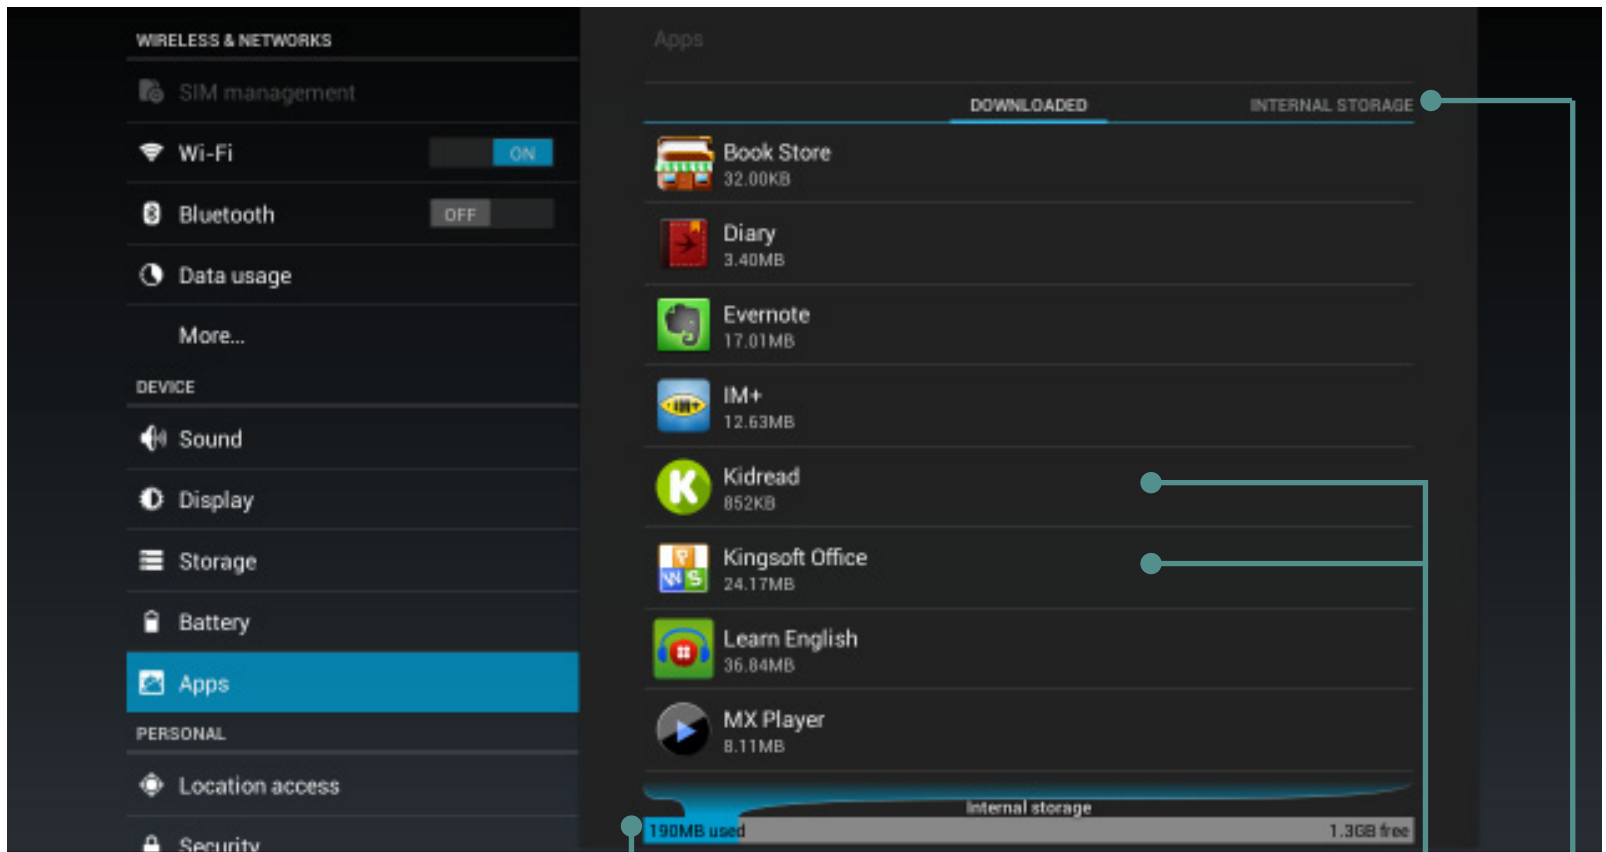 WIRELESS & NETWORKS
SIM management
Wi-Fi
ON
Bluetooth
OFF
Data usage
More...
DEVICE
Sound
Display
Storage
Battery
Apps
PERSONAL
Location access
Security
Apps
DOWNLOADED
INTERNAL STORAGE
Book Store
32.00KB
Diary
3.40MB
Evernote
17.01MB
IM+
12.63MB
K
Kidread
852KB
P
W S
Kingsoft Office
24.17MB
Learn English
36.84MB
MX Player
8.11MB
Internal storage
190MB used
1.3GB free